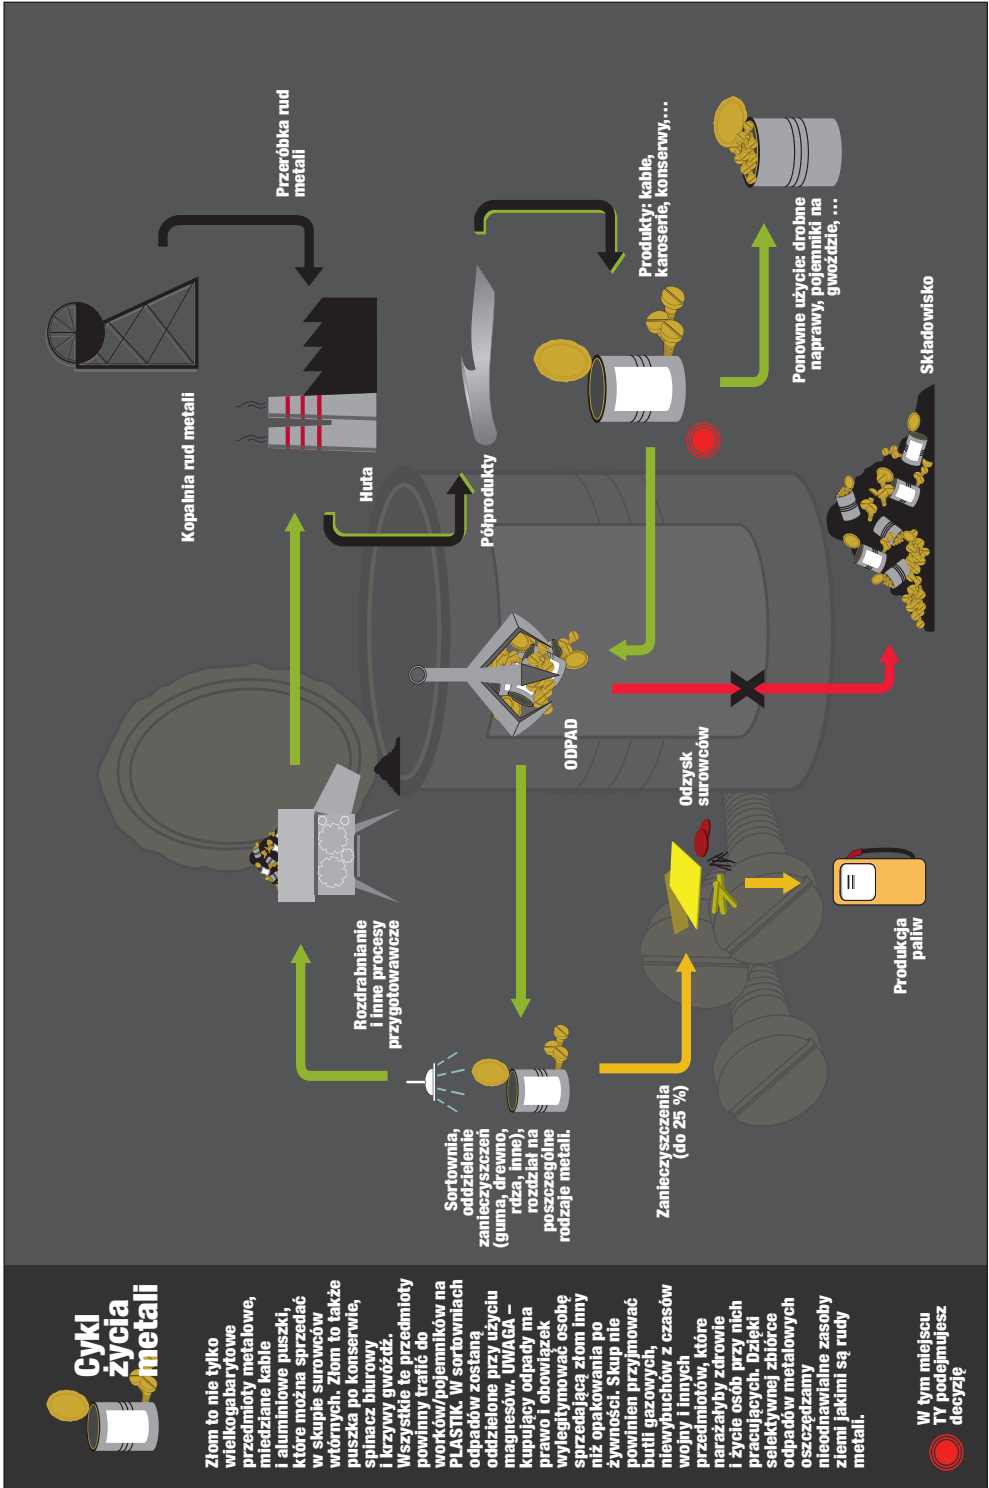 Cykl
życia
metali
Złom to nie tylko
wielkogabarytowe
przedmioty metalowe,
miedziane kable
i aluminiowe puszki,
które można sprzedać
w skupie surowców
wtórnych. Złom to także
puszka po konserwie,
spinacz biurowy
i krzywy gwóźdź.
Wszystkie te przedmioty
powinny trafić do
worków/pojemników na
PLASTIK. W sortowniach
odpadów zostaną
oddzielone przy użyciu
magnesów. UWAGA –
kupujący odpady ma
prawo i obowiązek
wylegitymować osobę
sprzedającą złom inny
niż opakowania po
żywności. Skup nie
powinien przyjmować
butli gazowych,
niewybuchów z czasów
wojny i innych
przedmiotów, które
narażałyby zdrowie
i życie osób przy nich
pracujących. Dzięki
selektywnej zbiórce
odpadów metalowych
oszczędzamy
nieodnawialne zasoby
ziemi jakimi są rudy
metali.
W tym miejscu
TY podejmujesz
decyzję
Kopalnia rud metali
Przeróbka rud
metali
Huta
Półprodukty
Produkty: kable,
karoserie, konserwy,…
Ponowne użycie: drobne
naprawy, pojemniki na
gwoździe, …
Składowisko
ODPAD
Rozdrabnianie
i inne procesy
przygotowawcze
Sortownia,
oddzielenie
zanieczyszczeń
(guma, drewno,
rdza, inne),
rozdział na
poszczególne
rodzaje metali.
Zanieczyszczenia
(do 25 %)
Odzysk
surowców
Produkcja
paliw